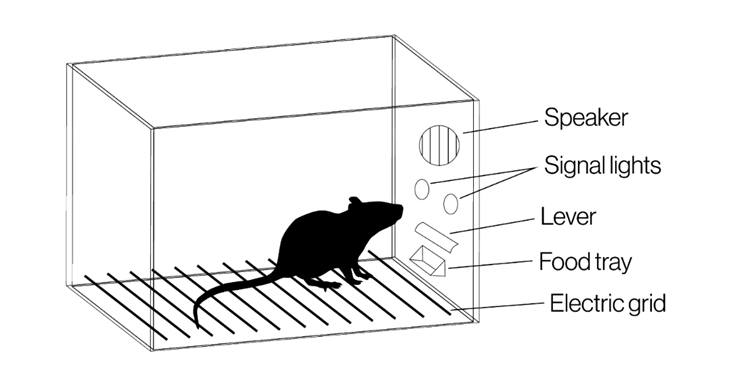 Speaker
Signal lights
Lever
Food tray
Electric grid